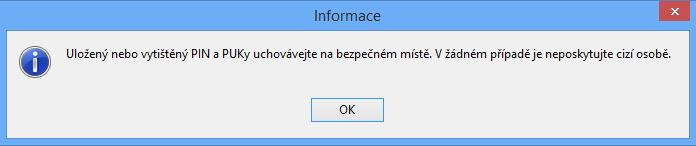 Informace
Uložený nebo vytištěný PIN a PUKy uchovávejte na bezpečném místě. V žádném případě je neposkytujte cizí osobě.
OK